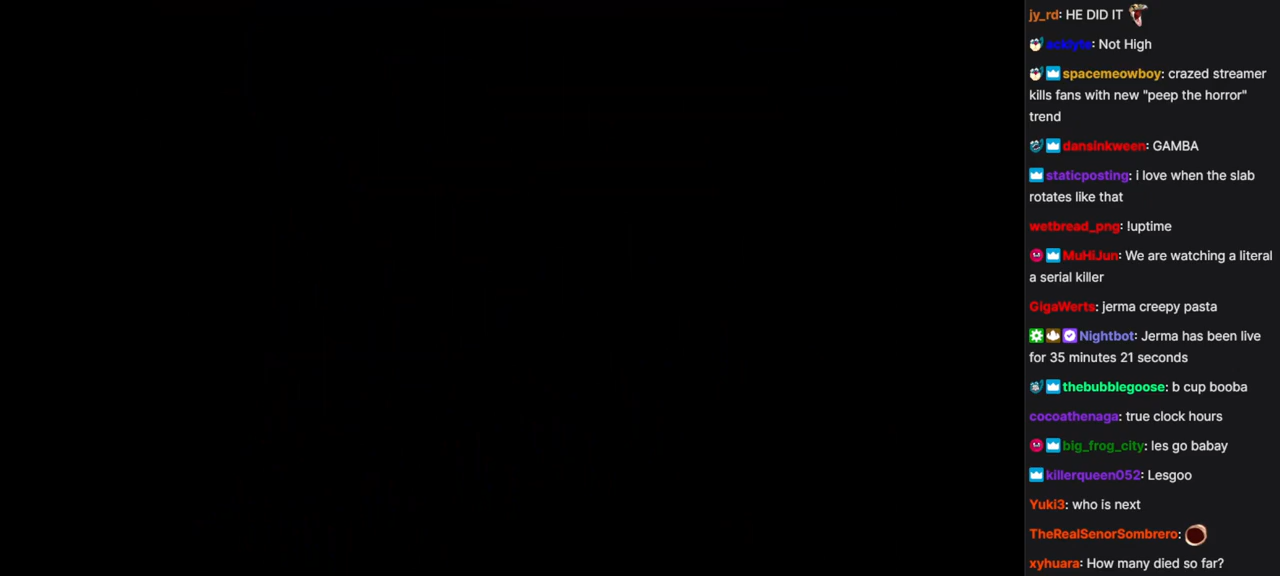 jy_rd: HE DID IT
acklyte: Not High
spacemeowboy: crazed streamer
kills fans with new "peep the horror"
trend
dansinkween: GAMBA
staticposting: i love when the slab
rotates like that
wetbread_png: !uptime
MuHiJun: We are watching a literal
a serial killer
GigaWerts: jerma creepy pasta
Nightbot: Jerma has been live
for 35 minutes 21 seconds
thebubblegoose: b cup booba
cocoathenaga: true clock hours
big_frog_city: les go babay
killerqueen052: Lesgoo
Yuki3: who is next
TheRealSenorSombrero:
xyhuara: How many died so far?